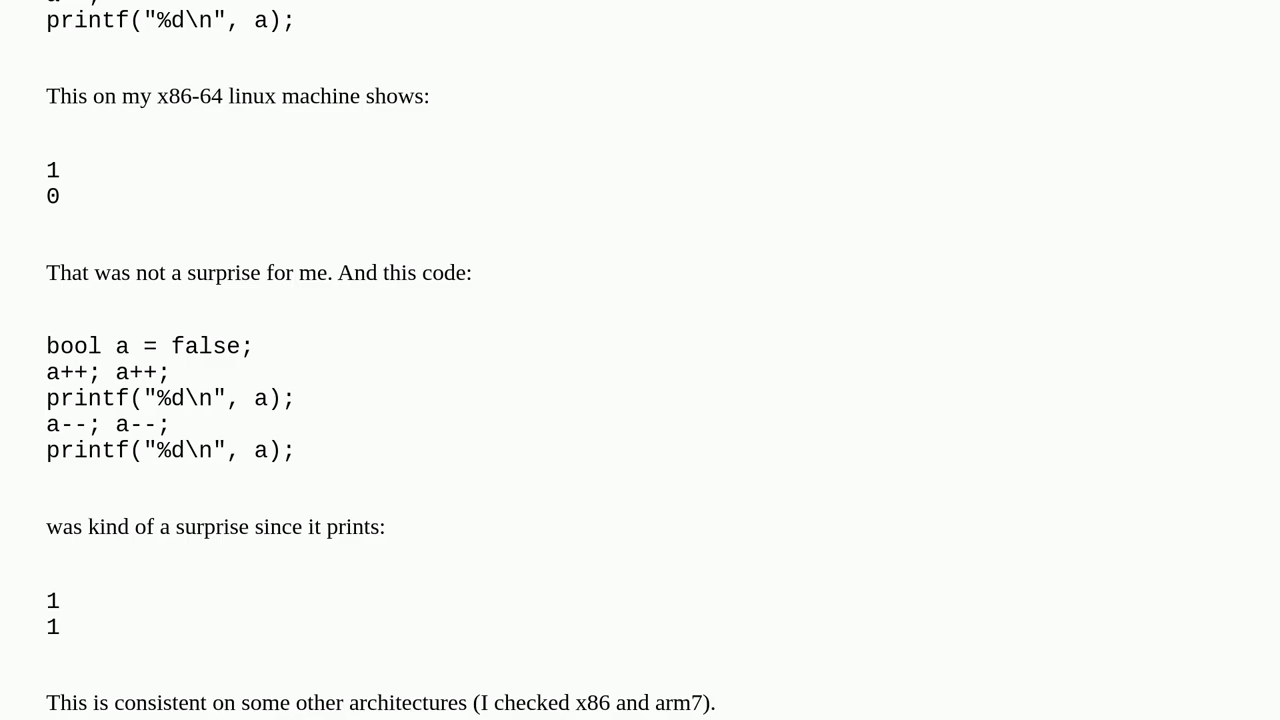 printf("%d\n", a);
This on my x86-64 linux machine shows:
1
0
That was not a surprise for me. And this code:
bool a = false;
a++; a++;
printf("%d\n", a);
a--; a--;
printf("%d\n", a);
was kind of a surprise since it prints:
1
1
This is consistent on some other architectures (I checked x86 and arm7).